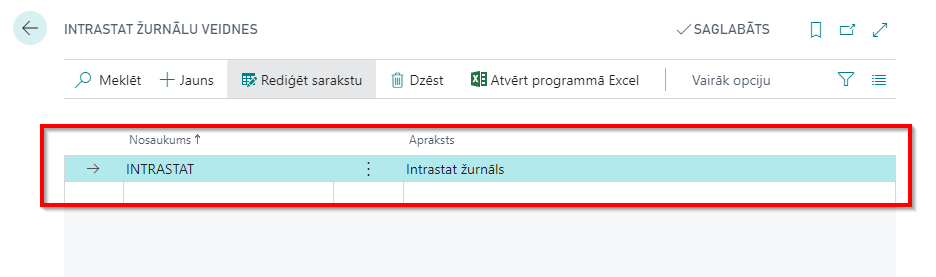 INTRASTAT ŽURNĀLU VEIDNES
SAGLABĀTS
Meklēt Jauns Rediģēt sarakstu Dzēst Atvērt programmā Excel Vairāk opciju
Nosaukums ↑ Apraksts
INTRASTAT Intrastat žurnāls